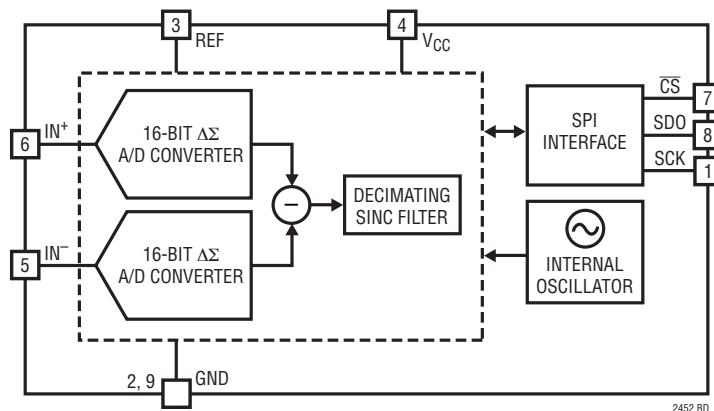 3
REF
4
VCC
CS
7
6
IN+
16-BIT ΔΣ
A/D CONVERTER
SPI
INTERFACE
SDO
8
SCK
1
−
DECIMATING
SINC FILTER
5
IN−
16-BIT ΔΣ
A/D CONVERTER
INTERNAL
OSCILLATOR
2, 9
GND
2452 BD